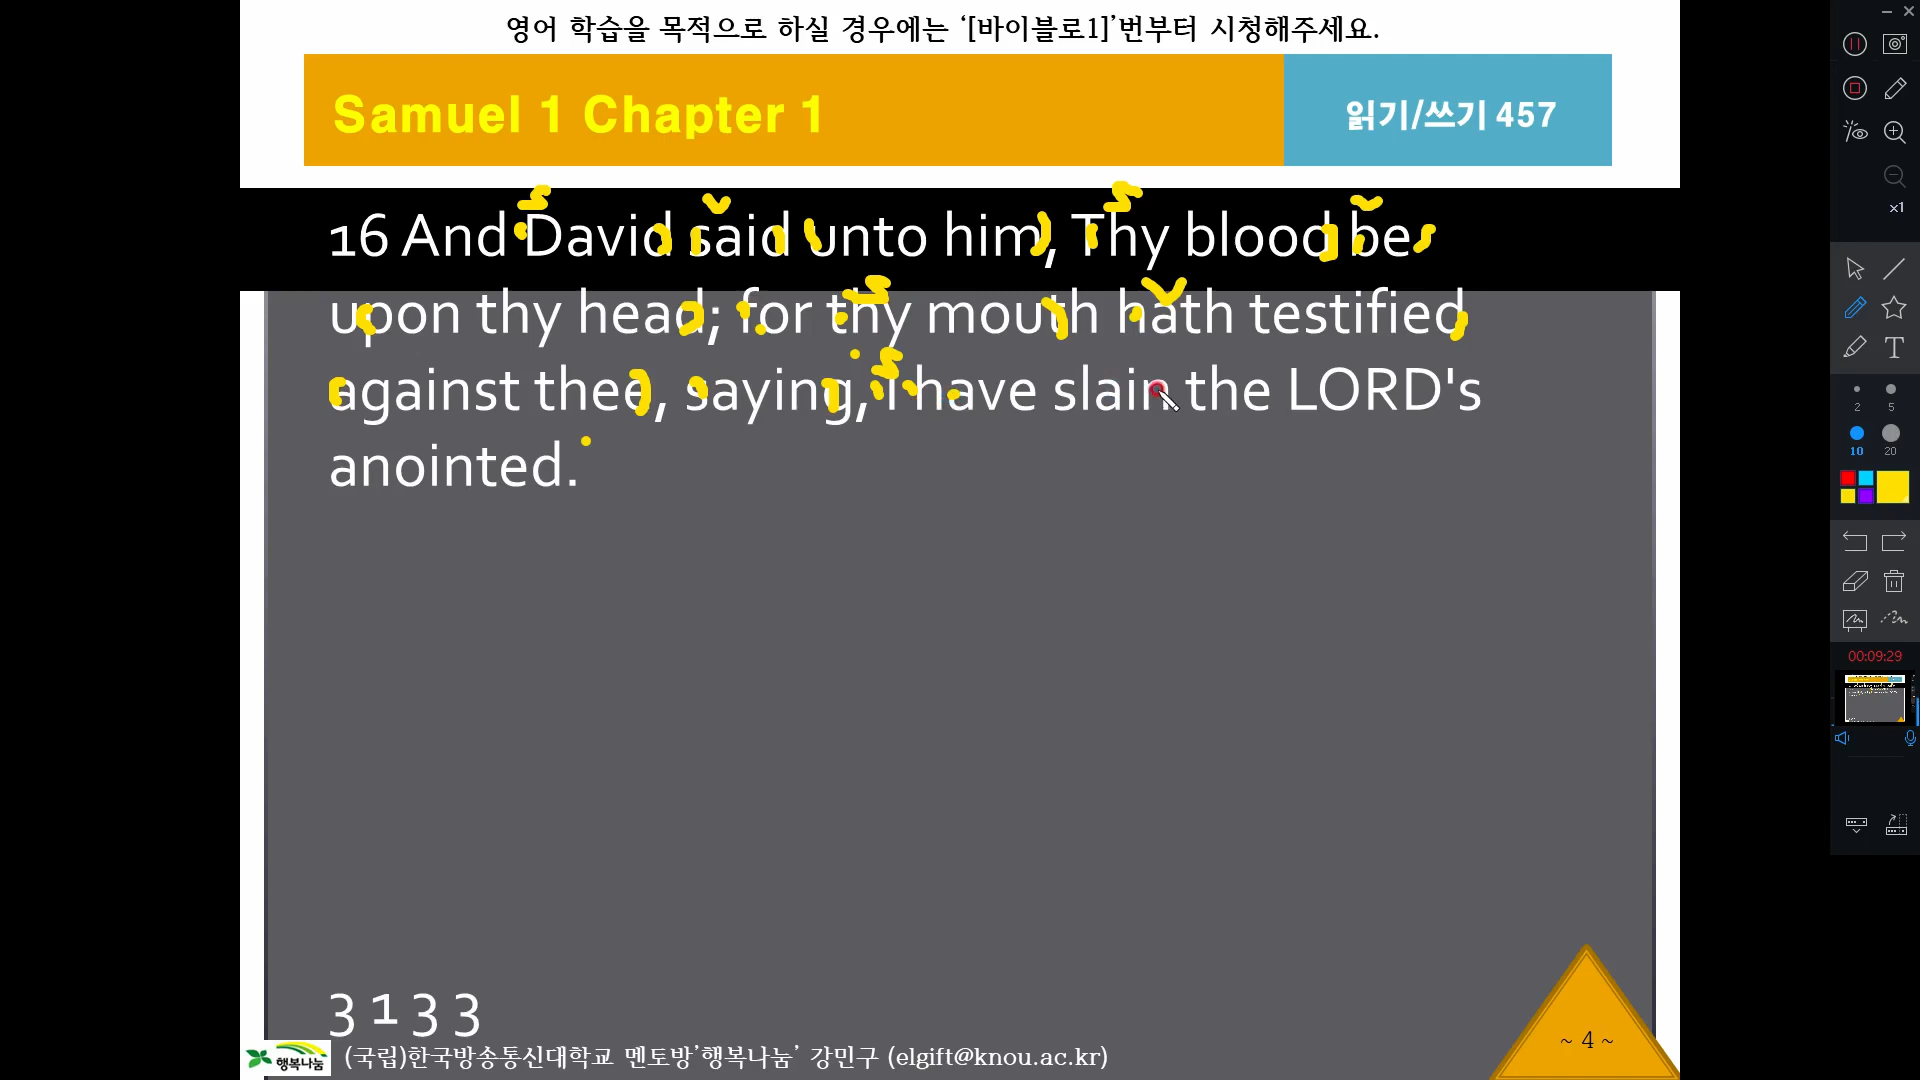 영어 학습을 목적으로 하실 경우에는 ‘[바이블로1]’번부터 시청해주세요.
Samuel 1 Chapter 1
읽기/쓰기 457
16 And David said unto him, Thy blood be
upon thy head; for thy mouth hath testified
against thee, saying, I have slain the LORD's
anointed.
3 1 3 3
행복나눔
(국립)한국방송통신대학교 멘토방’행복나눔’ 강민구 (elgift@knou.ac.kr)
~ 4 ~
x1
T
2
5
10
20
00:09:29